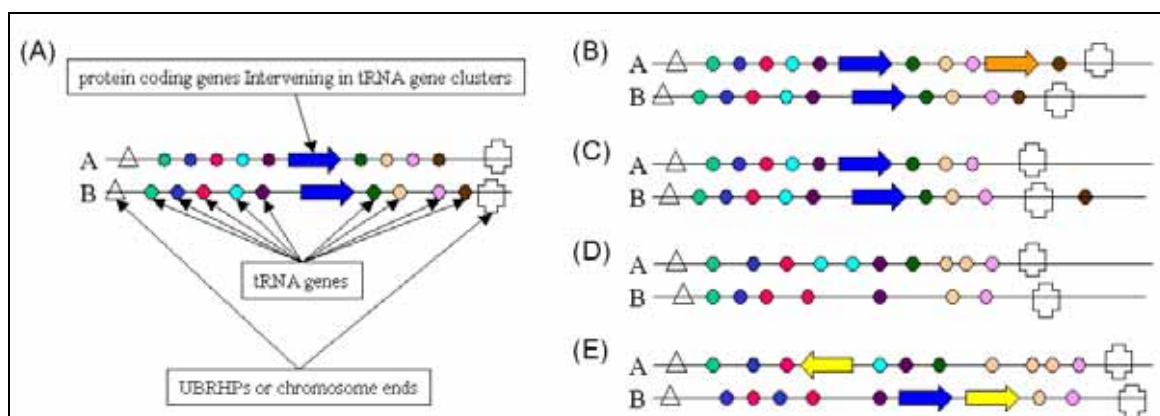 (A)
protein coding genes Intervening in tRNA gene clusters
A
B
tRNA genes
UBRHPs or chromosome ends
(B)
A
B
(C)
A
B
(D)
A
B
(E)
A
B